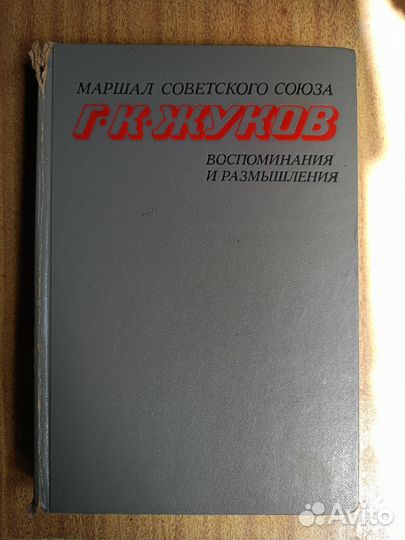 МАРШАЛ СОВЕТСКОГО СОЮЗА
Г·К·ЖУКОВ
ВОСПОМИНАНИЯ
И РАЗМЫШЛЕНИЯ
Avito